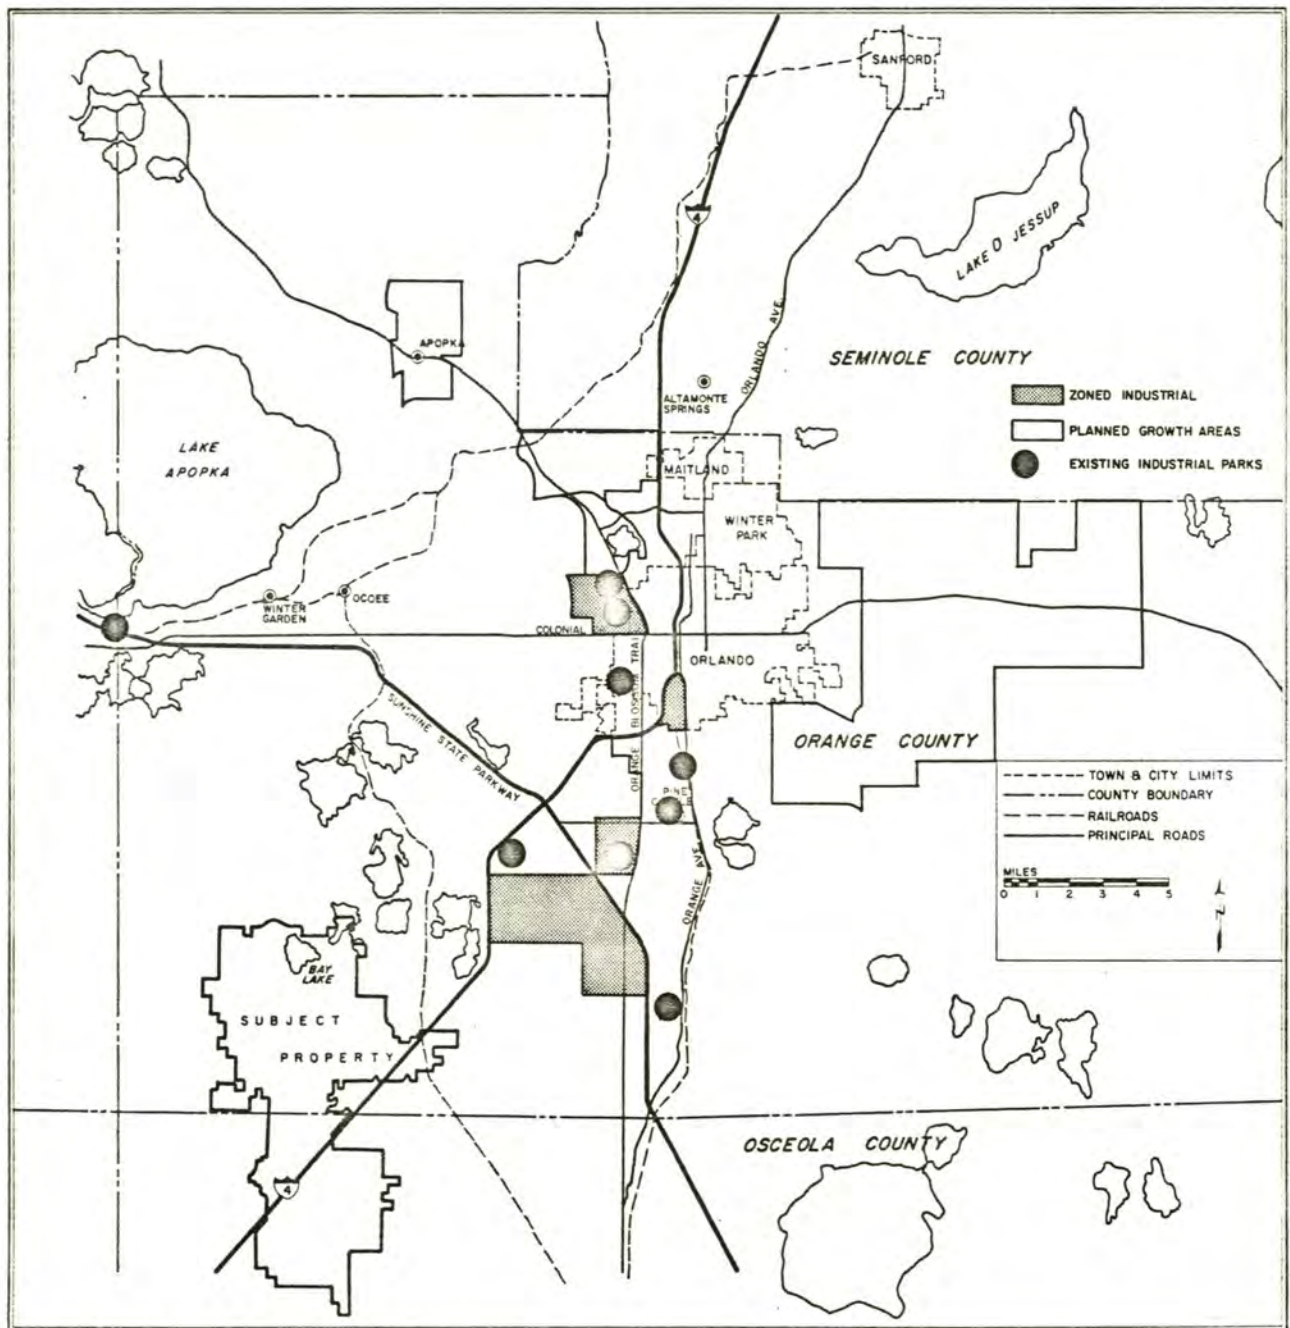 SANFORD
4
LAKE JESSUP
ORLANDO AVE.
APOPKA
SEMINOLE COUNTY
ALTAMONTE
SPRINGS
ZONED INDUSTRIAL
PLANNED GROWTH AREAS
EXISTING INDUSTRIAL PARKS
LAKE
APOPKA
MAITLAND
WINTER
PARK
WINTER
GARDEN
OCOEE
COLONIAL
ORLANDO
ORANGE BLOSSOM TRAI
SUNSHINE STATE PARKWAY
ORANGE COUNTY
TOWN & CITY LIMITS
COUNTY BOUNDARY
RAILROADS
PRINCIPAL ROADS
PINE
MILES
0 1 2 3 4 5
N
ORANGE AVE.
BAY
LAKE
SUBJECT
PROPERTY
OSCEOLA COUNTY
4